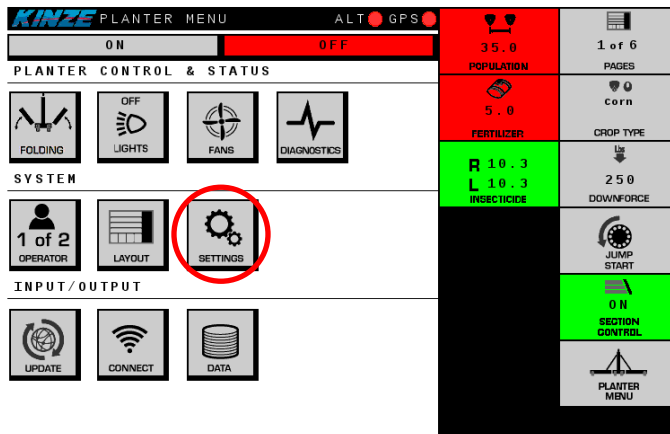 KINZE PLANTER MENU ALT GPS
ON OFF
PLANTER CONTROL & STATUS
FOLDING
OFF
LIGHTS
FANS
DIAGNOSTICS
SYSTEM
1 of 2
OPERATOR
LAYOUT
SETTINGS
INPUT/OUTPUT
UPDATE
CONNECT
DATA
35.0
POPULATION
5.0
FERTILIZER
R 10.3
L 10.3
INSECTICIDE
1 of 6
PAGES
corn
CROP TYPE
Lbs
250
DOWNFORCE
JUMP
START
ON
SECTION
CONTROL
PLANTER
MENU